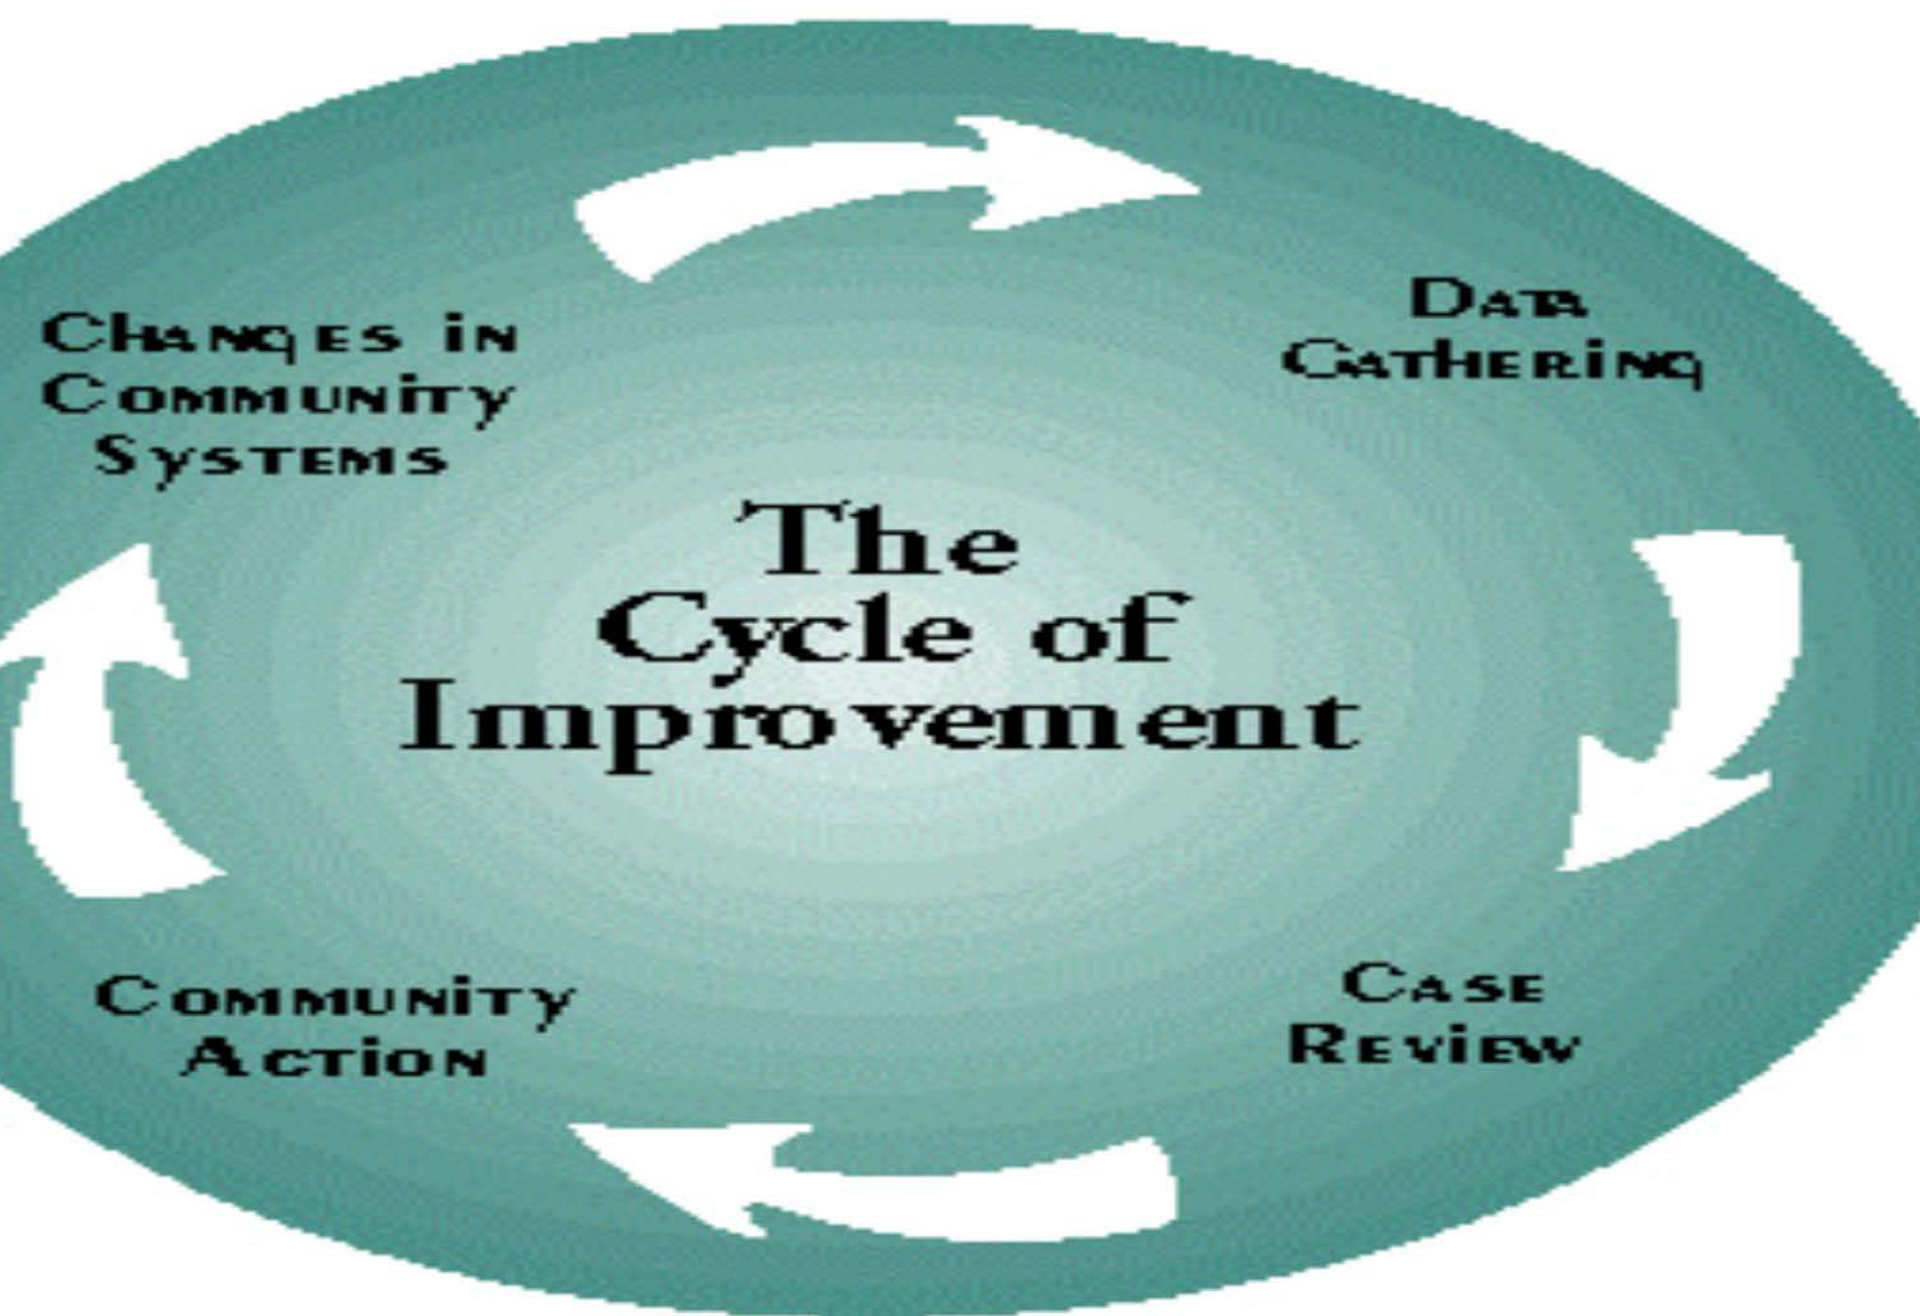 Changes in
Community
Systems
Data
Gathering
The
Cycle of
Improvement
Community
Action
Case
Review